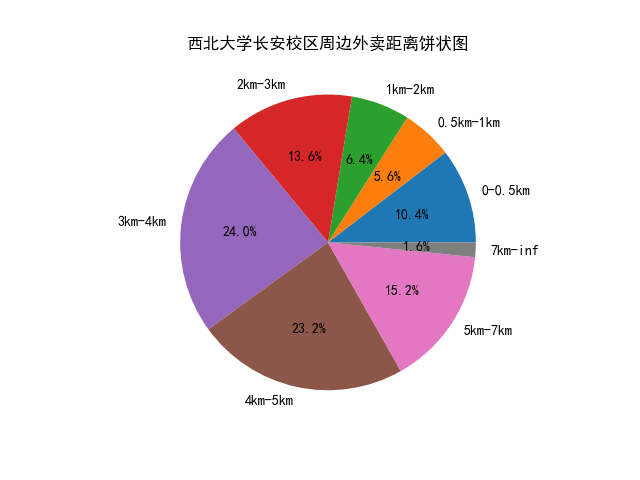 西北大学长安校区周边外卖距离饼状图
2km-3km
1km-2km
0.5km-1km
13.6%
6.4%
5.6%
0-0.5km
10.4%
3km-4km
24.0%
1.6%
7km-inf
15.2%
23.2%
5km-7km
4km-5km